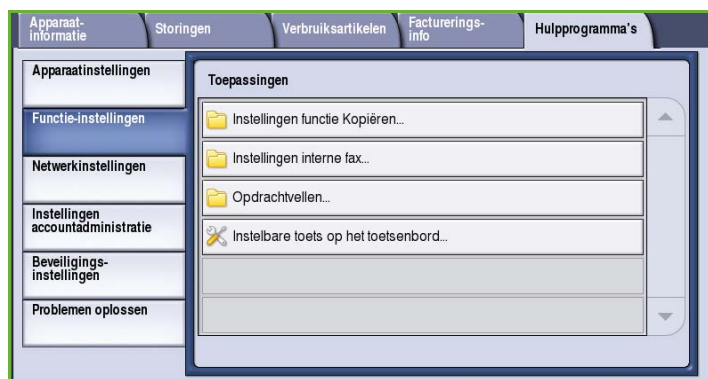 Apparaat-
informatie
Storingen
Verbruiksartikelen
Facturerings-
info
Hulpprogramma's
Apparaatinstellingen
Functie-instellingen
Netwerkinstellingen
Instellingen
accountadministratie
Beveiligings-
instellingen
Problemen oplossen
Toepassingen
Instellingen functie Kopiëren...
Instellingen interne fax...
Opdrachtvellen...
Instelbare toets op het toetsenbord...